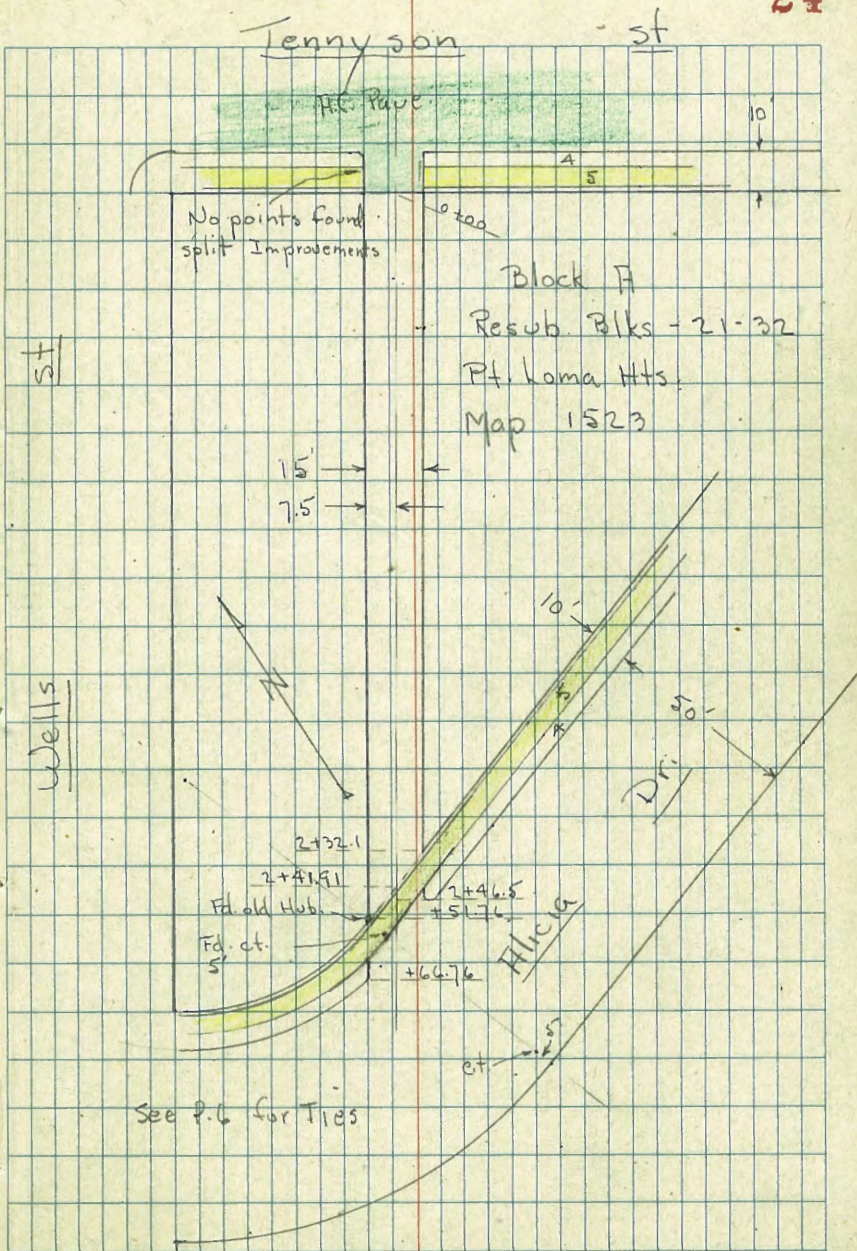 24
Tennyson St
A.C. Pave.
10'
4
5
No points found
split Improvements
0+00
Block A
Resub. Blks - 21-32
Pt. Loma Hts.
Map 1523
St
15'
7.5
10'
N
5
4
50'
Wells
Dr.
2+32.1
2+41.91
2+46.5
Fd. old Hub.
+51.76
Fd. ct.
5'
+66.76
Alicia
5
ct.
See P.6 for Ties